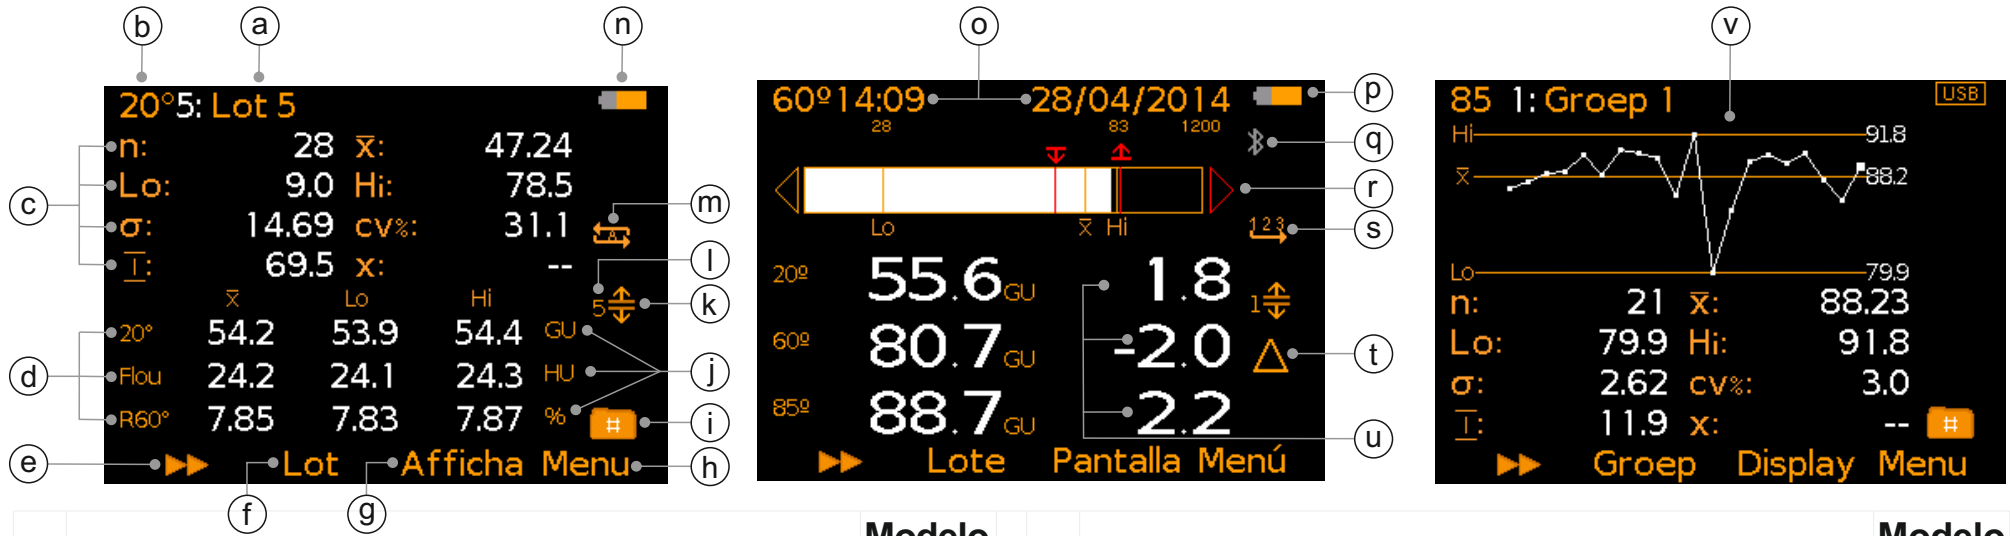 b
a
n
o
v
20°5: Lot 5
n: 28 x̅: 47.24
Lo: 9.0 Hi: 78.5
σ: 14.69 cv%: 31.1
I: 69.5 x: --
x̅ Lo Hi
20° 54.2 53.9 54.4 GU
Flou 24.2 24.1 24.3 HU
R60° 7.85 7.83 7.87 %
Lot Afficha Menu
A
5
#
c
d
e
f
g
h
i
j
k
l
m
60º14:09 28/04/2014
28 83 1200
Lo x̅ Hi
123
20º 55.6GU 1.8
1
60º 80.7GU -2.0
85º 88.7GU 2.2
Lote Pantalla Menú
p
q
r
s
t
u
85 1: Groep 1 USB
Hi 91.8
x̅ 88.2
Lo 79.9
n: 21 x̅: 88.23
Lo: 79.9 Hi: 91.8
σ: 2.62 cv%: 3.0
I: 11.9 x: --
#
Groep Display Menu
Modelo
Modelo